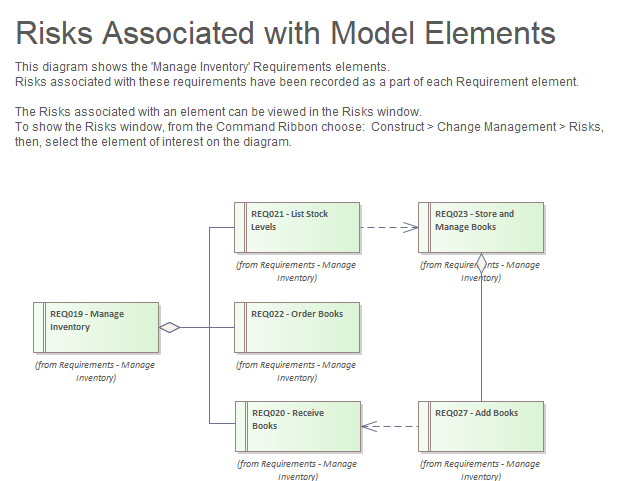 Risks Associated with Model Elements
This diagram shows the 'Manage Inventory' Requirements elements.
Risks associated with these requirements have been recorded as a part of each Requirement element.
The Risks associated with an element can be viewed in the Risks window.
To show the Risks window, from the Command Ribbon choose:  Construct > Change Management > Risks,
then, select the element of interest on the diagram.
REQ021 - List Stock
Levels
(from Requirements - Manage
Inventory)
REQ023 - Store and
Manage Books
(from Requirements - Manage
Inventory)
REQ019 - Manage
Inventory
(from Requirements - Manage
Inventory)
REQ022 - Order Books
(from Requirements - Manage
Inventory)
REQ020 - Receive
Books
(from Requirements - Manage
Inventory)
REQ027 - Add Books
(from Requirements - Manage
Inventory)